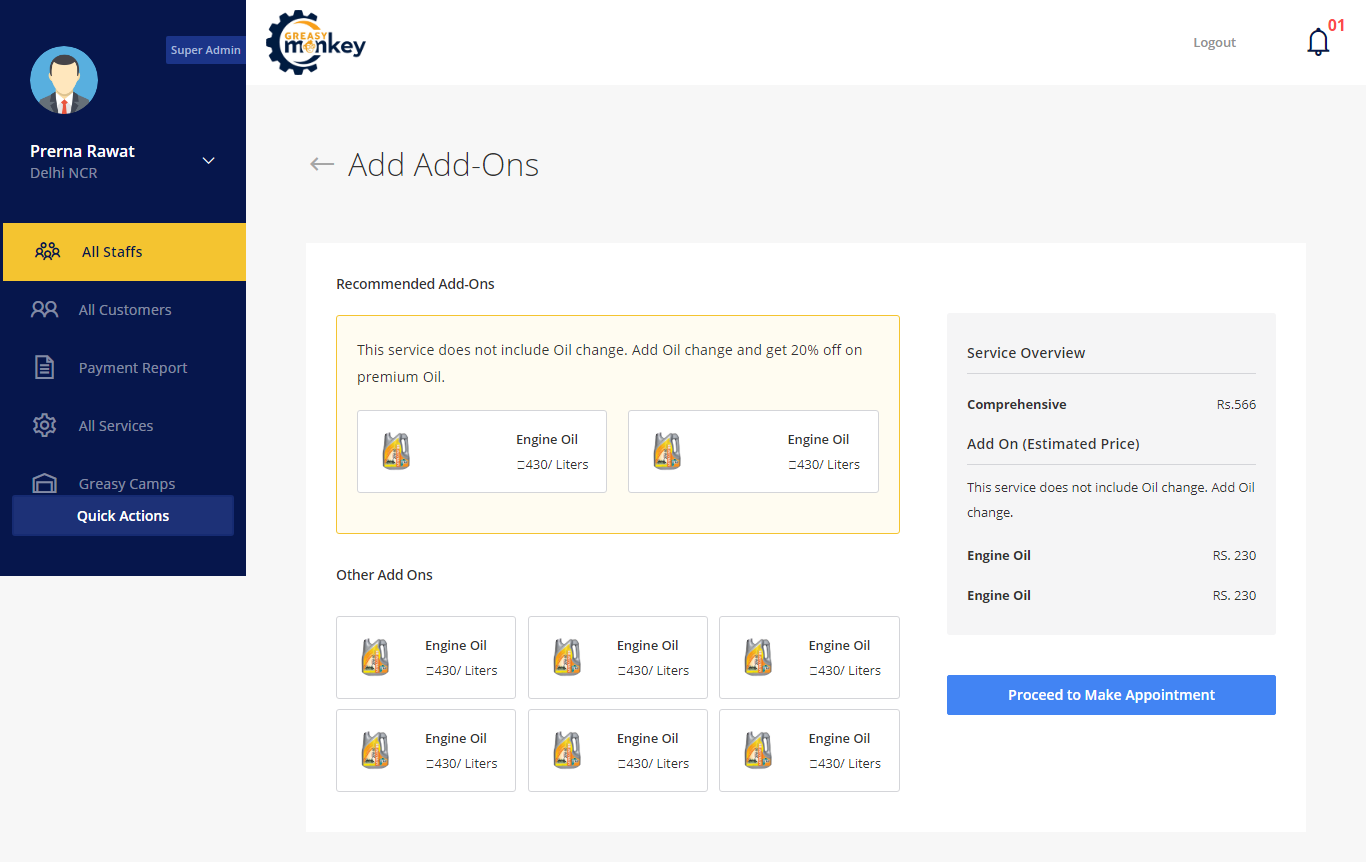 Super Admin
Prerna Rawat
Delhi NCR
All Staffs
All Customers
Payment Report
All Services
Greasy Camps
Quick Actions
GREASY
monkey
Logout
01
Add Add-Ons
Recommended Add-Ons
This service does not include Oil change. Add Oil change and get 20% off on
premium Oil.
Engine Oil
430/ Liters
Engine Oil
430/ Liters
Other Add Ons
Engine Oil
430/ Liters
Engine Oil
430/ Liters
Engine Oil
430/ Liters
Engine Oil
430/ Liters
Engine Oil
430/ Liters
Engine Oil
430/ Liters
Service Overview
Comprehensive Rs.566
Add On (Estimated Price)
This service does not include Oil change. Add Oil
change.
Engine Oil RS. 230
Engine Oil RS. 230
Proceed to Make Appointment